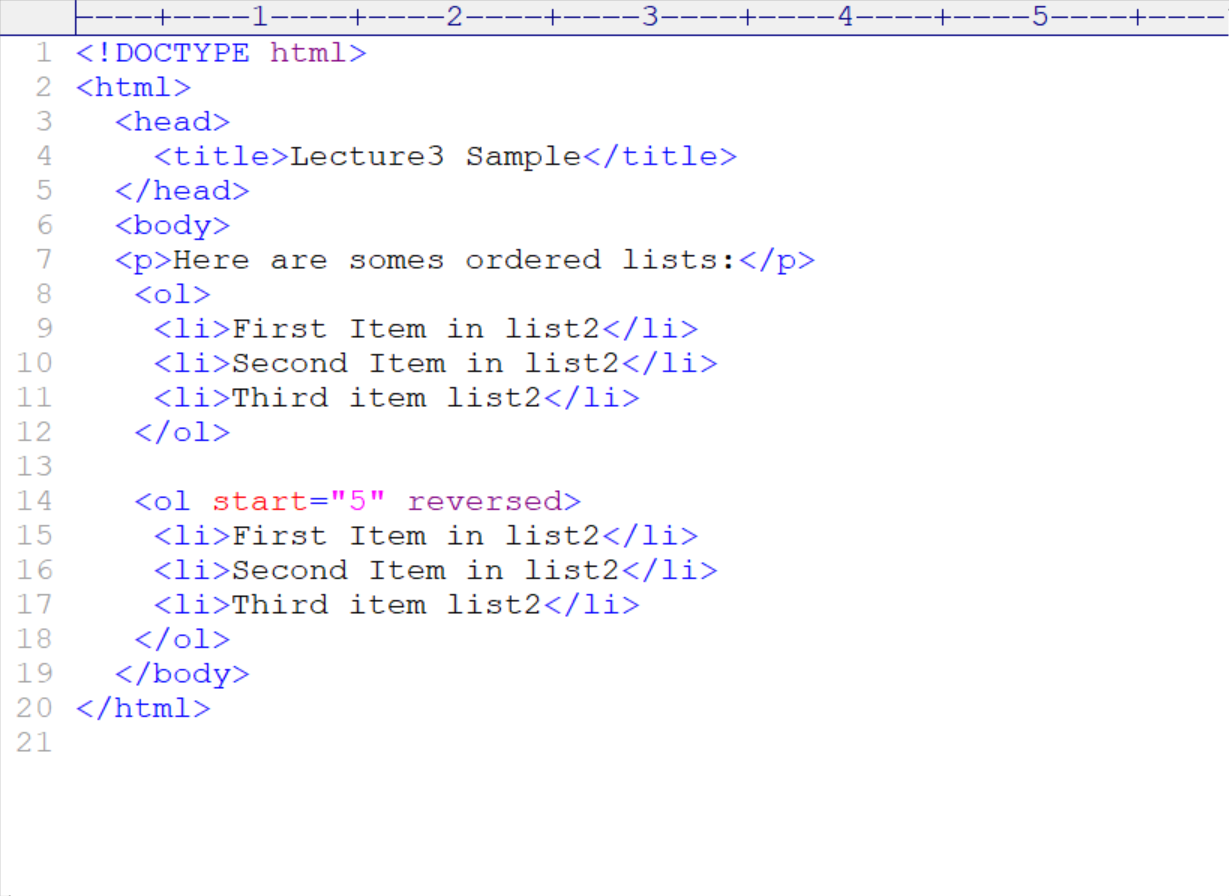 ----+----1----+----2----+----3----+----4----+----5----+----
1 <!DOCTYPE html>
2 <html>
3   <head>
4     <title>Lecture3 Sample</title>
5   </head>
6   <body>
7   <p>Here are somes ordered lists:</p>
8    <ol>
9     <li>First Item in list2</li>
10     <li>Second Item in list2</li>
11     <li>Third item list2</li>
12    </ol>
13
14    <ol start="5" reversed>
15     <li>First Item in list2</li>
16     <li>Second Item in list2</li>
17     <li>Third item list2</li>
18    </ol>
19   </body>
20 </html>
21